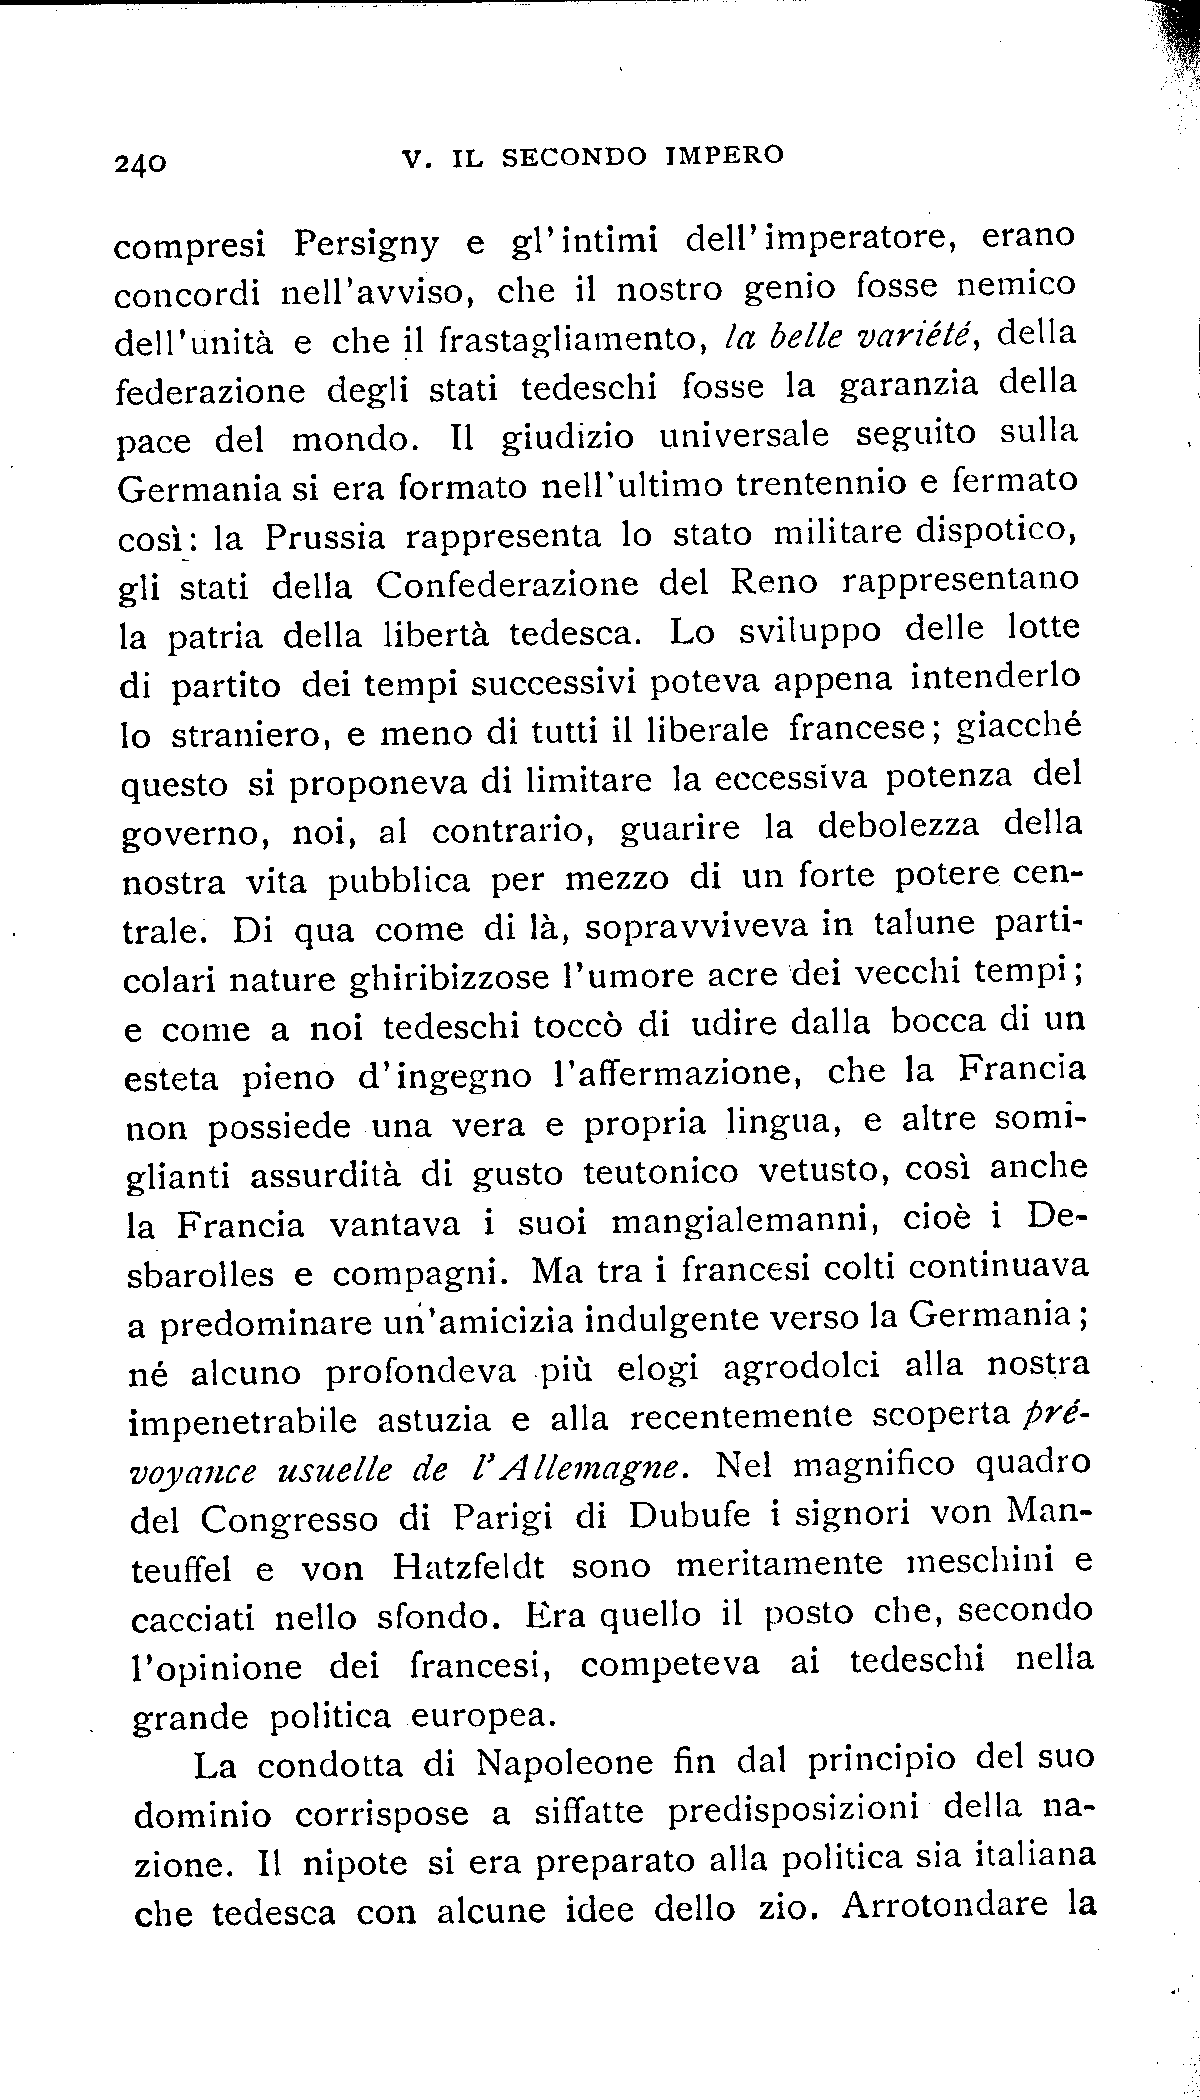 240 V. IL SECONDO IMPERO
compresi Persigny e gl'intimi dell'imperatore, erano
concordi nell'avviso, che il nostro genio fosse nemico
dell'unità e che il frastagliamento, la belle variété, della
federazione degli stati tedeschi fosse la garanzia della
pace del mondo. Il giudizio universale seguito sulla
Germania si era formato nell'ultimo trentennio e fermato
così: la Prussia rappresenta lo stato militare dispotico,
gli stati della Confederazione del Reno rappresentano
la patria della libertà tedesca. Lo sviluppo delle lotte
di partito dei tempi successivi poteva appena intenderlo
lo straniero, e meno di tutti il liberale francese; giacché
questo si proponeva di limitare la eccessiva potenza del
governo, noi, al contrario, guarire la debolezza della
nostra vita pubblica per mezzo di un forte potere cen-
trale. Di qua come di là, sopravviveva in talune parti-
colari nature ghiribizzose l'umore acre dei vecchi tempi;
e come a noi tedeschi toccò di udire dalla bocca di un
esteta pieno d'ingegno l'affermazione, che la Francia
non possiede una vera e propria lingua, e altre somi-
glianti assurdità di gusto teutonico vetusto, così anche
la Francia vantava i suoi mangialemanni, cioè i De-
sbarolles e compagni. Ma tra i francesi colti continuava
a predominare un'amicizia indulgente verso la Germania;
né alcuno profondeva più elogi agrodolci alla nostra
impenetrabile astuzia e alla recentemente scoperta pré-
voyance usuelle de l'Allemagne. Nel magnifico quadro
del Congresso di Parigi di Dubufe i signori von Man-
teuffel e von Hatzfeldt sono meritamente meschini e
cacciati nello sfondo. Era quello il posto che, secondo
l'opinione dei francesi, competeva ai tedeschi nella
grande politica europea.
La condotta di Napoleone fin dal principio del suo
dominio corrispose a siffatte predisposizioni della na-
zione. Il nipote si era preparato alla politica sia italiana
che tedesca con alcune idee dello zio. Arrotondare la